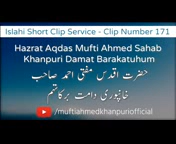 Islahi Short Clip Service - Clip Number 171
Hazrat Aqdas Mufti Ahmed Sahab
Khanpuri Damat Barakatuhum
حضرت اقدس مفتی احمد صاحب
خانپوری دامت برکاتہم
/muftiahmedkhanpuriofficial